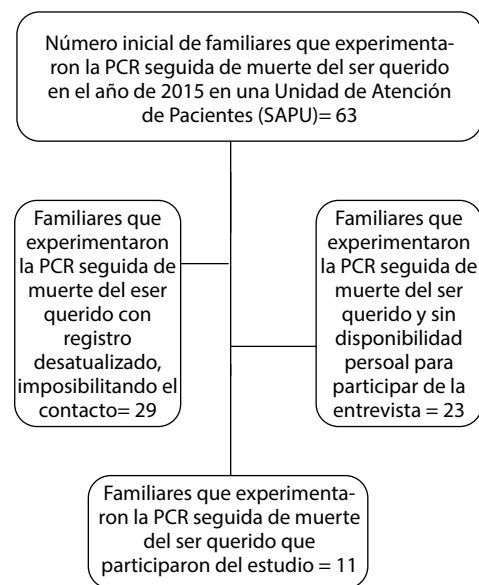 Número inicial de familiares que experimenta-
ron la PCR seguida de muerte del ser querido
en el año de 2015 en una Unidad de Atención
de Pacientes (SAPU)= 63
Familiares que
experimentaron
la PCR seguida de
muerte del eser
querido con
registro
desatualizado,
imposibilitando el
contacto= 29
Familiares que
experimentaron
la PCR seguida de
muerte del ser
querido y sin
disponibilidad
persoal para
participar de la
entrevista = 23
Familiares que experimenta-
ron la PCR seguida de muerte
del ser querido que
participaron del estudio = 11